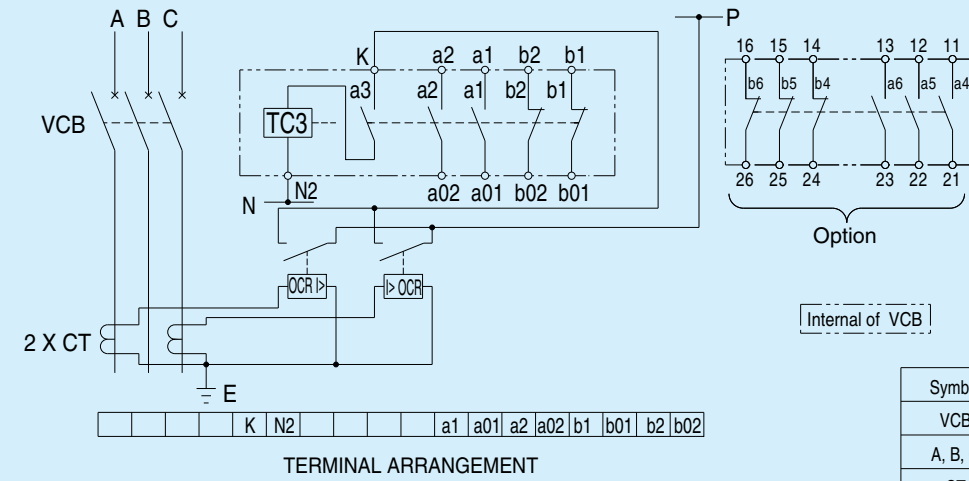 A B C
P
K a2 a1 b2 b1
16 15 14 13 12 11
a3 a2 a1 b2 b1
b6 b5 b4 a6 a5 a4
VCB
TC3
N N2
a02 a01 b02 b01
26 25 24 23 22 21
Option
OCR I>
I> OCR
Internal of VCB
2 X CT
E
K N2 a1 a01 a2 a02 b1 b01 b2 b02
TERMINAL ARRANGEMENT
Symb
VCB
A, B,